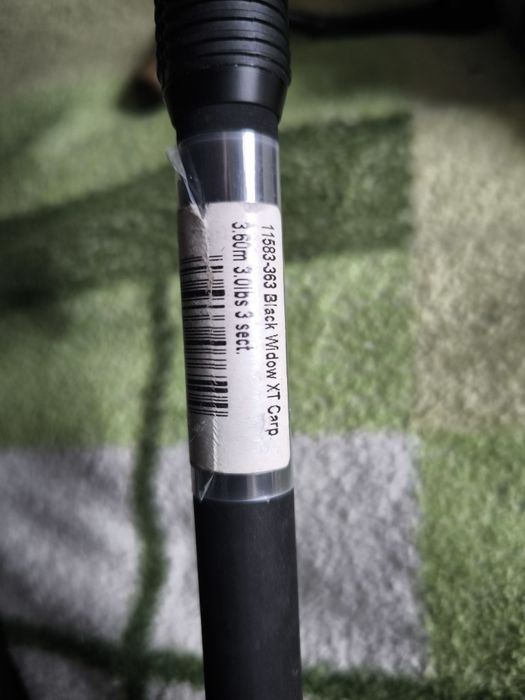 11583-363 Black Widow XT Carp
3.60m 3.0lbs 3 sect.